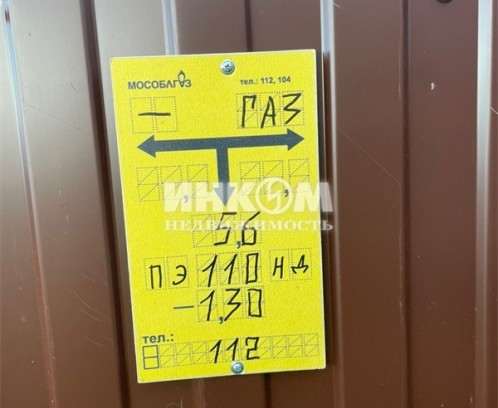 МОСОБЛГАЗ тел.: 112, 104
— ГАЗ
ИНКОМ
НЕДВИЖИМОСТЬ
5,6
ПЭ 110 НД
-1,30
тел.:
112